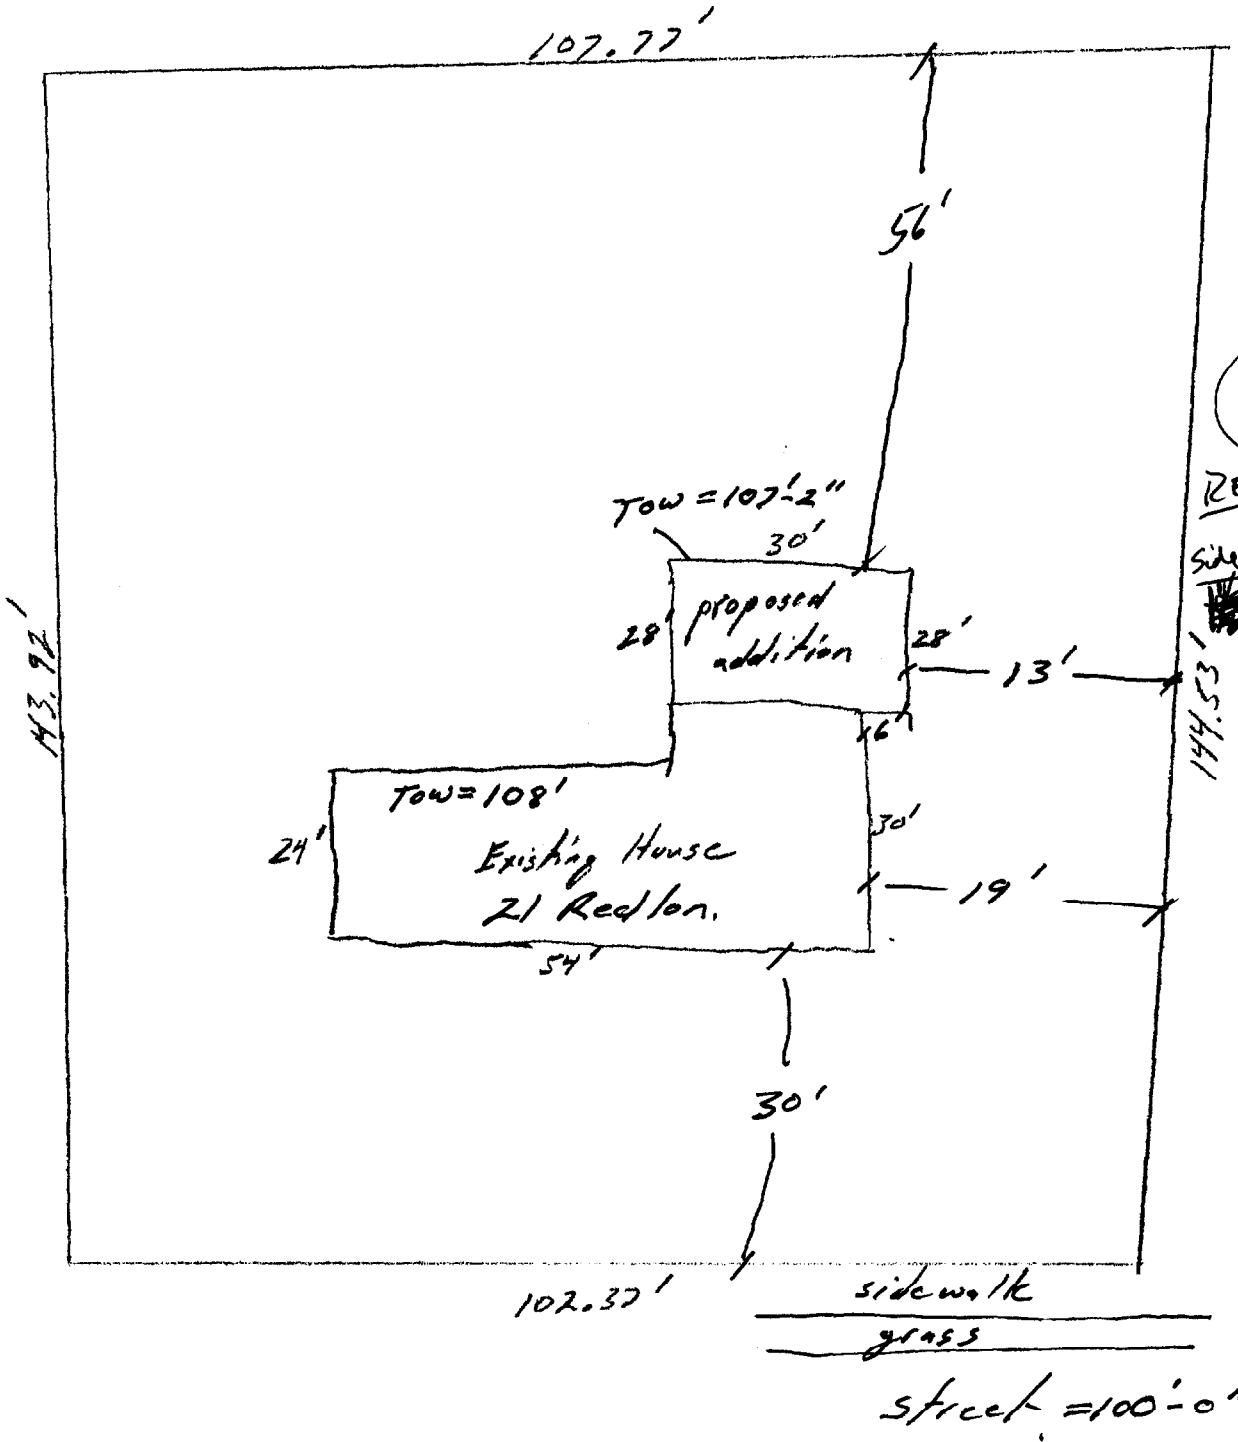 107.77'
56'
Tow = 107'-2"
30'
28'
proposed
addition
28'
13'
6'
143.92'
144.53'
Tow = 108'
24'
Existing House
21 Redlon.
30'
19'
54'
30'
102.37'
sidewalk
grass
street = 100'-0"